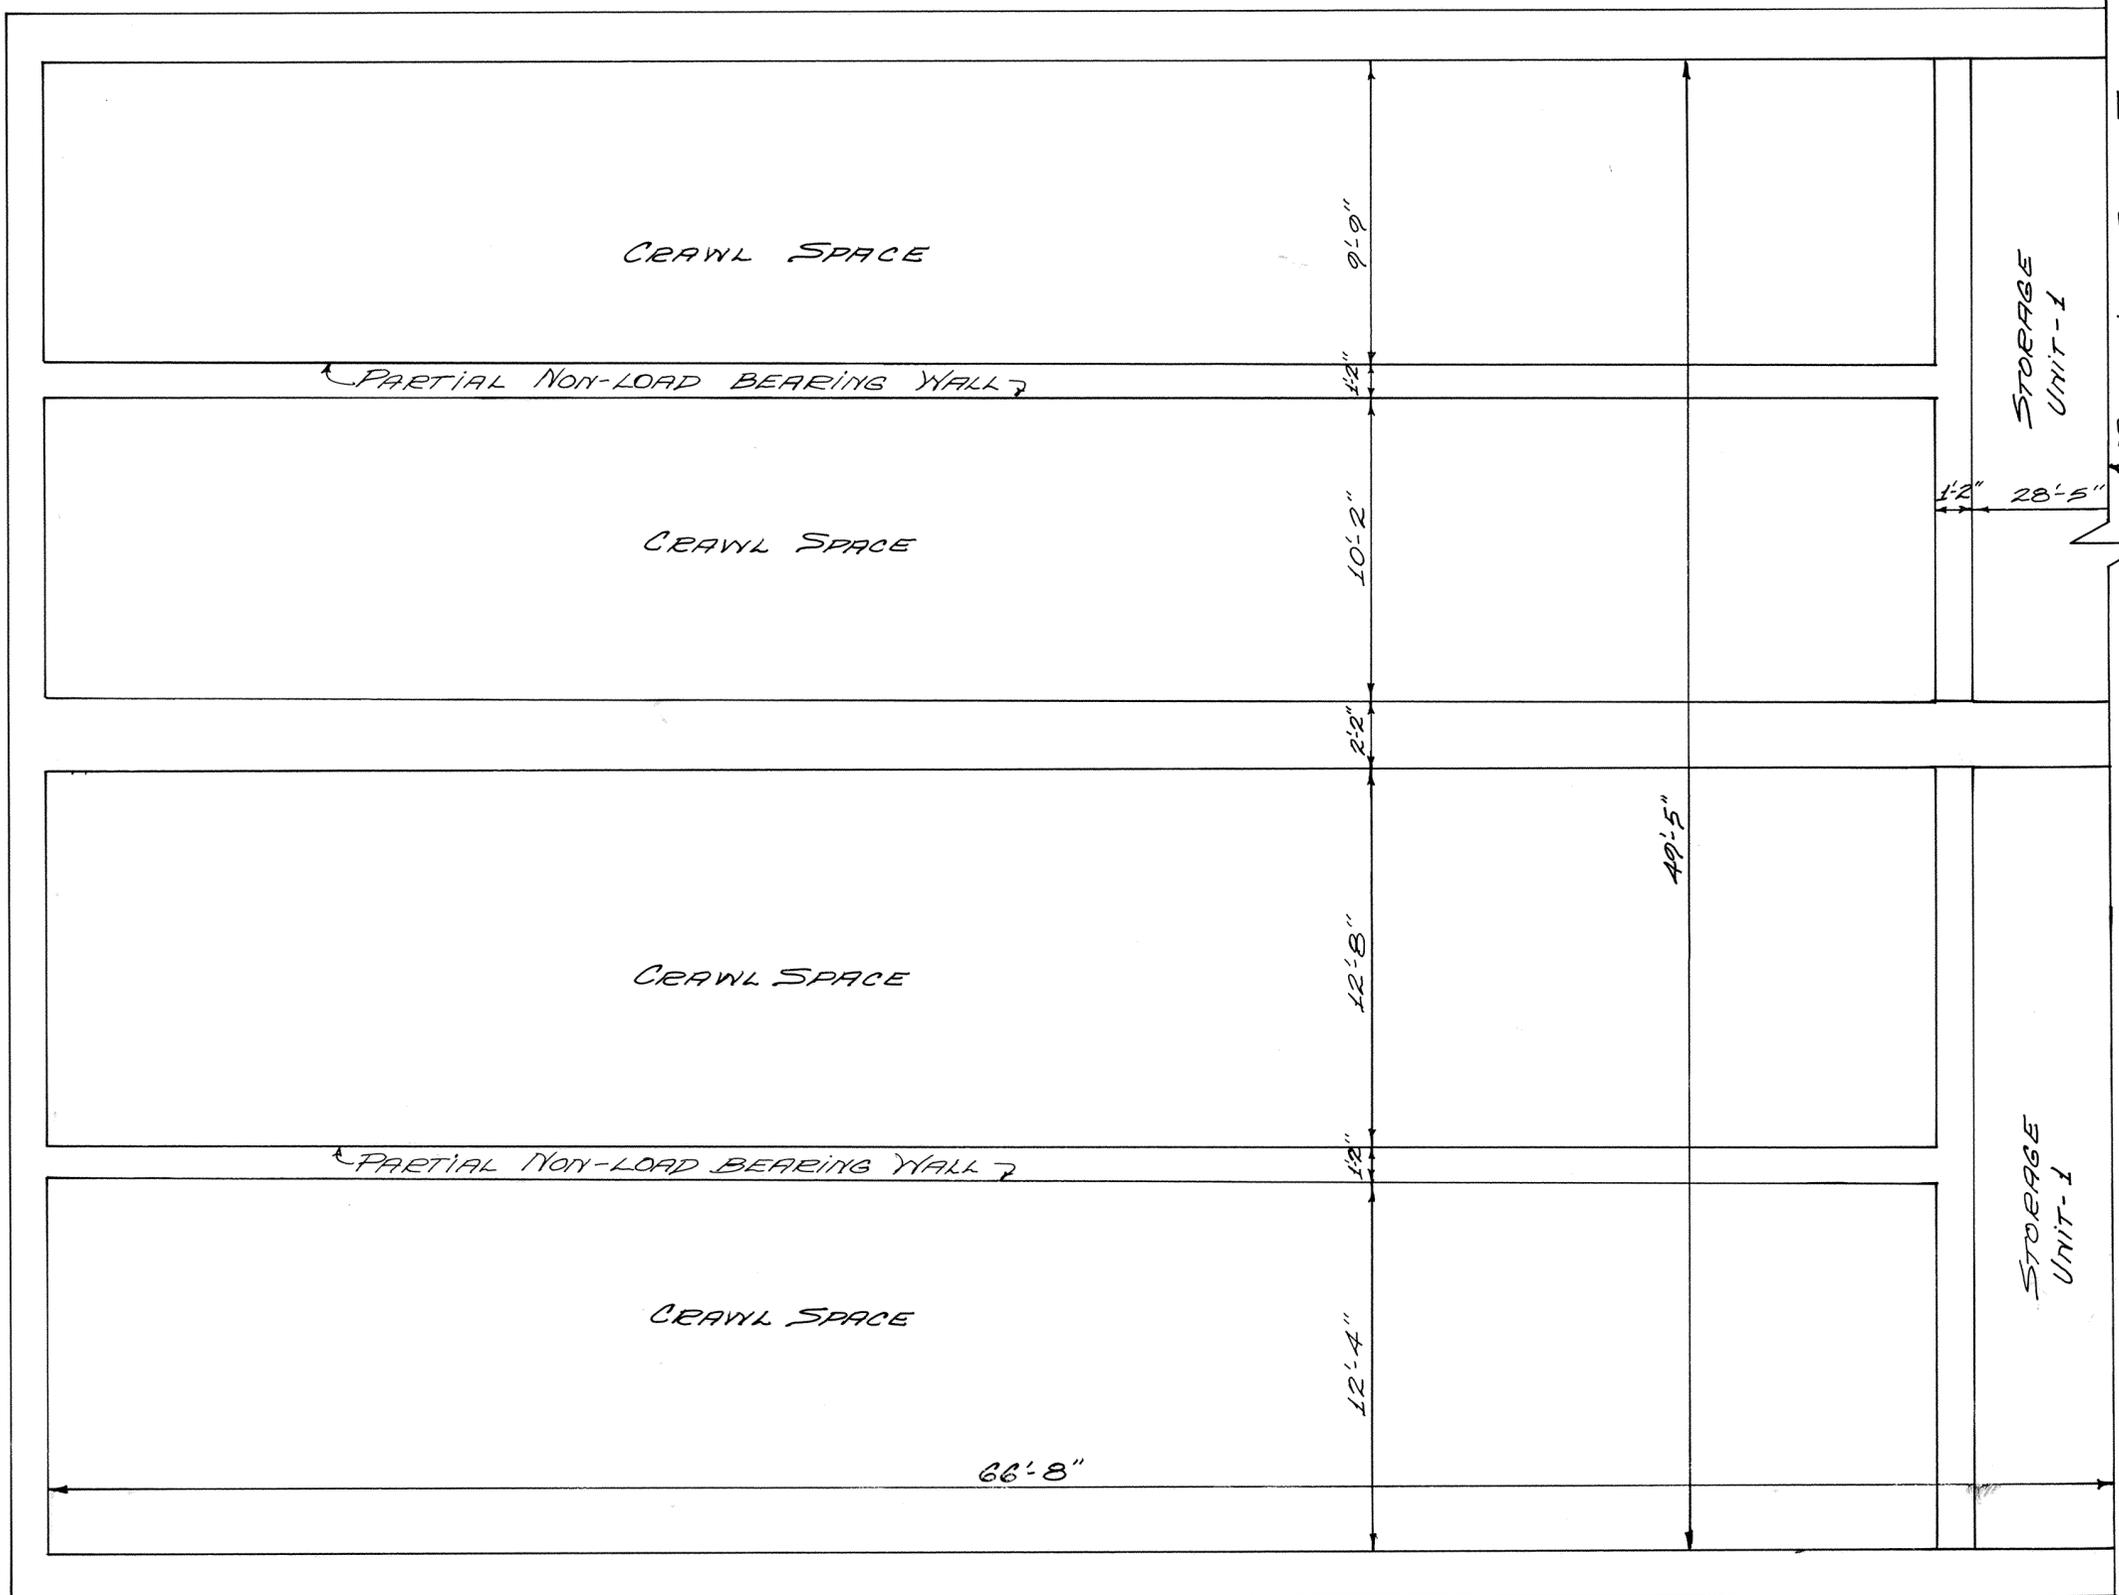 CRAWL SPACE
9'-9"
PARTIAL NON-LOAD BEARING WALL
1'-2"
STORAGE
UNIT-1
CRAWL SPACE
10'-2"
1'-2" 28'-5"
2'-2"
CRAWL SPACE
12'-8"
49'-5"
PARTIAL NON-LOAD BEARING WALL
1'-2"
STORAGE
UNIT-1
CRAWL SPACE
12'-4"
66'-8"